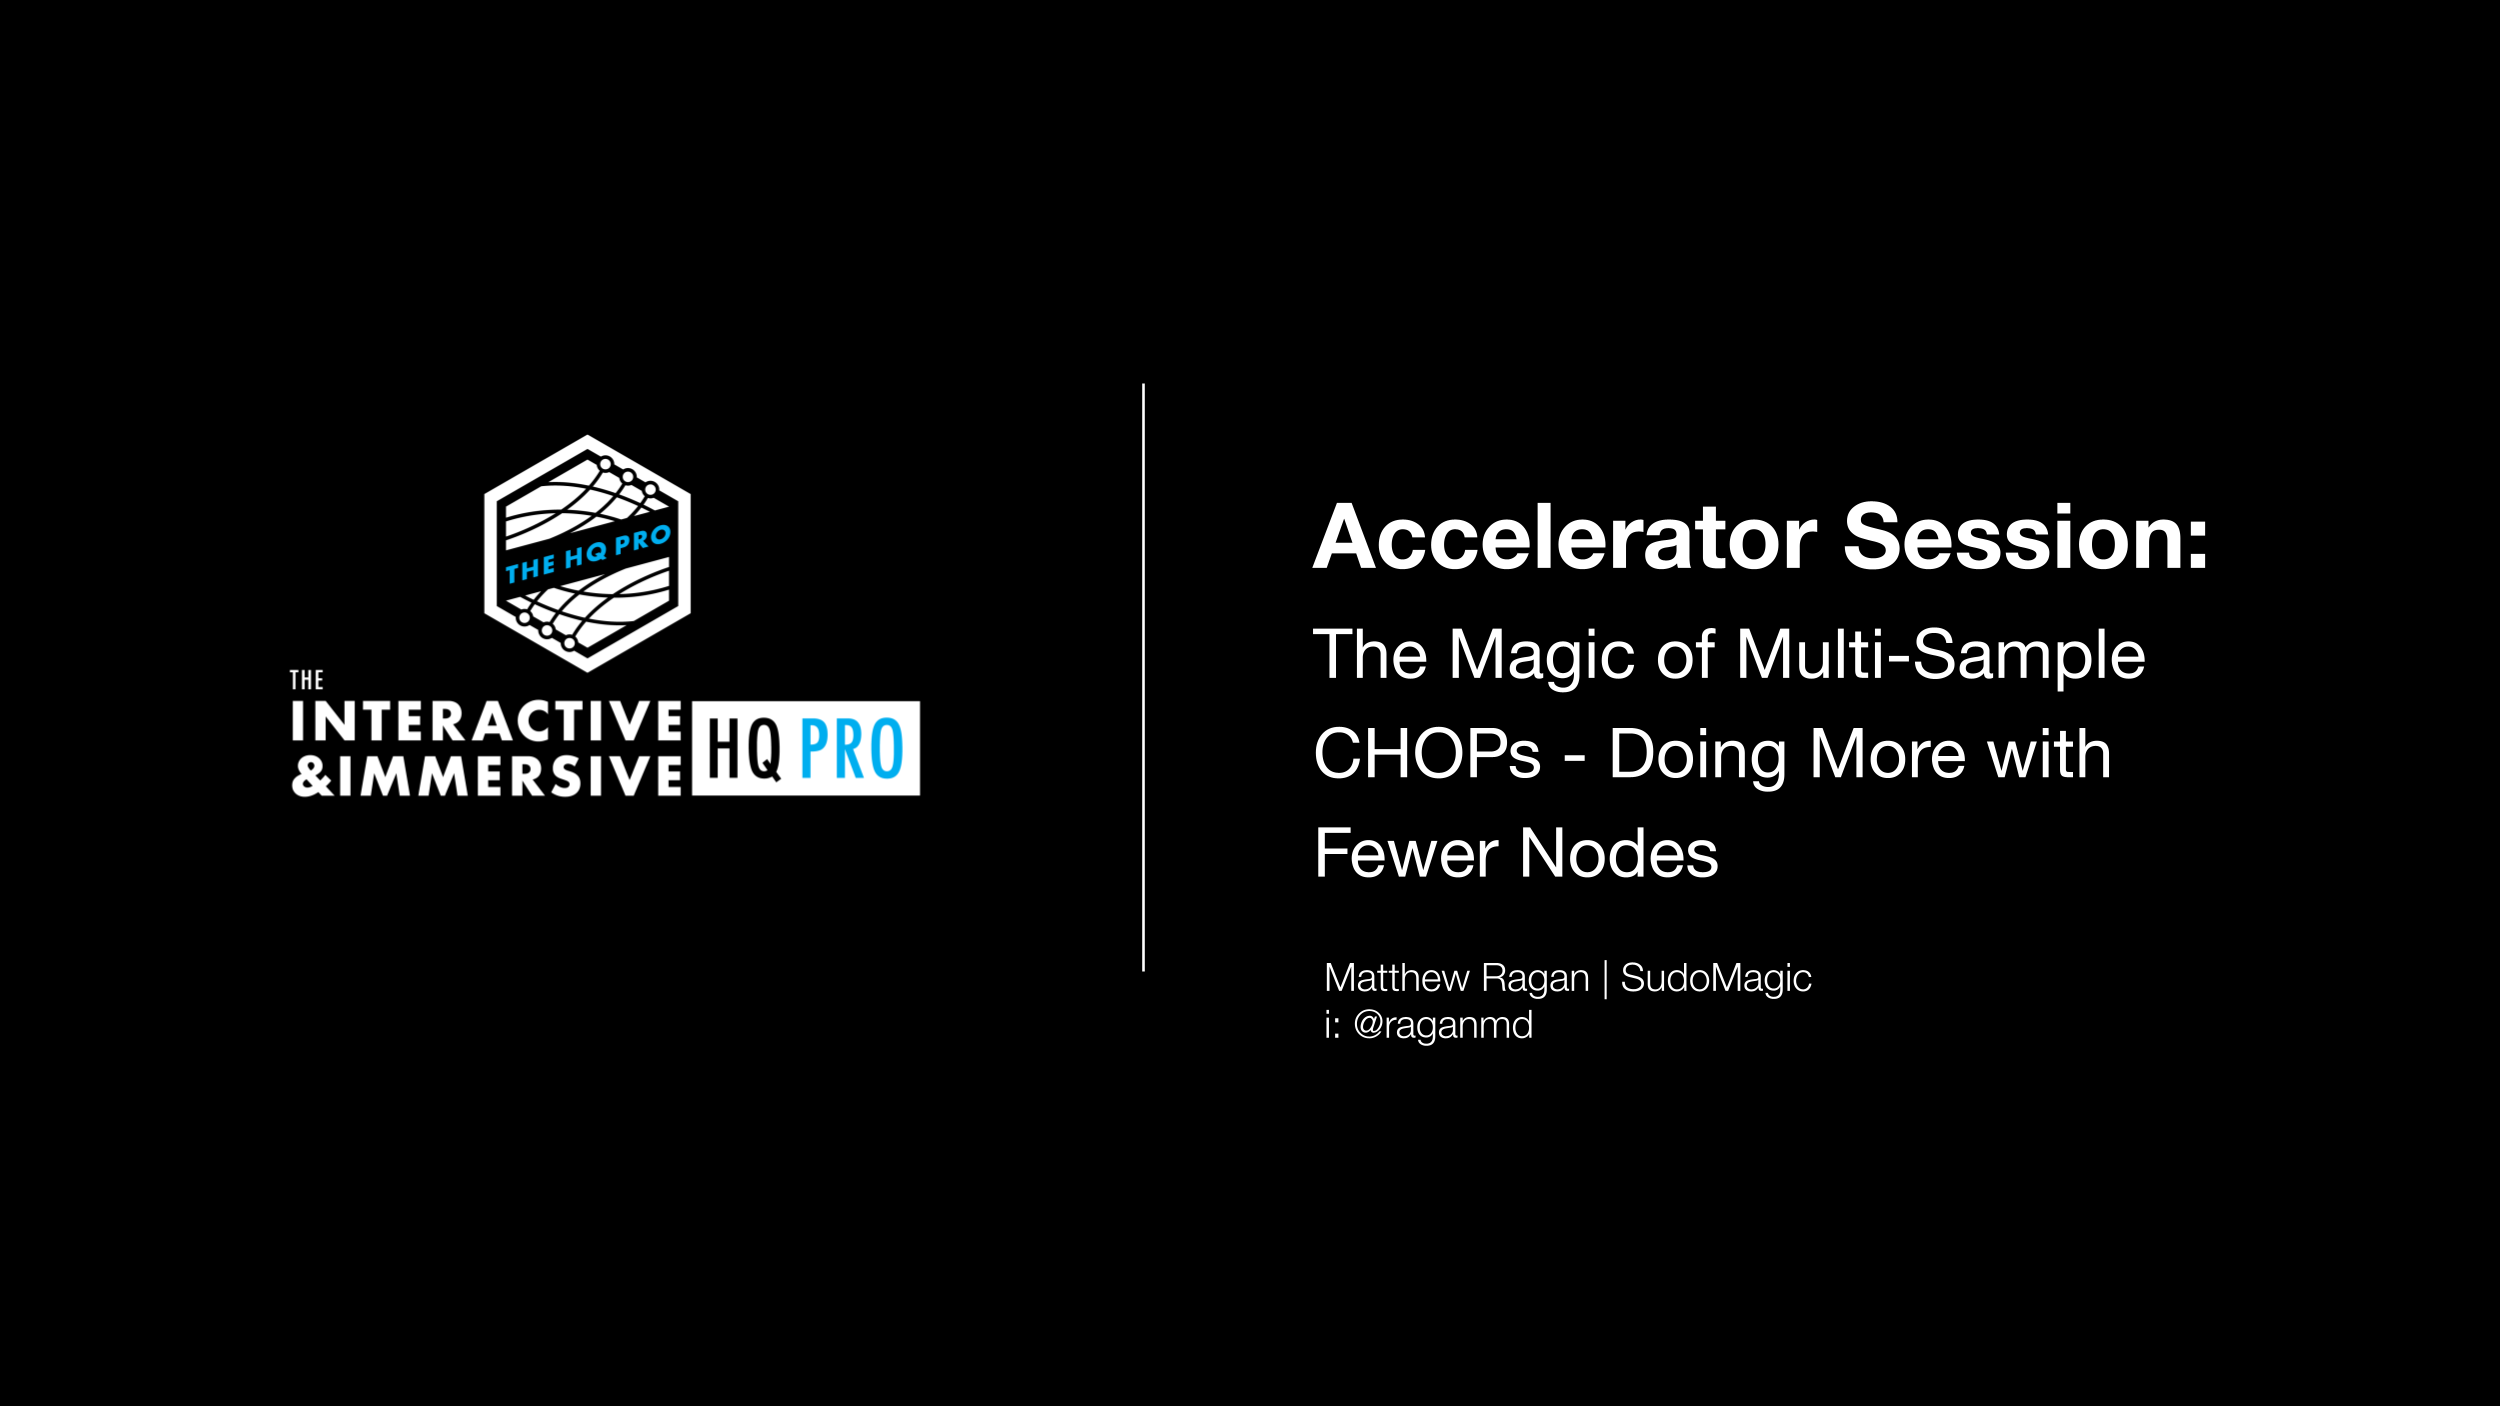 THE HQ PRO
THE
INTERACTIVE
&IMMERSIVE
HQ PRO
Accelerator Session:
The Magic of Multi-Sample
CHOPs - Doing More with
Fewer Nodes
Matthew Ragan | SudoMagic
i: @raganmd